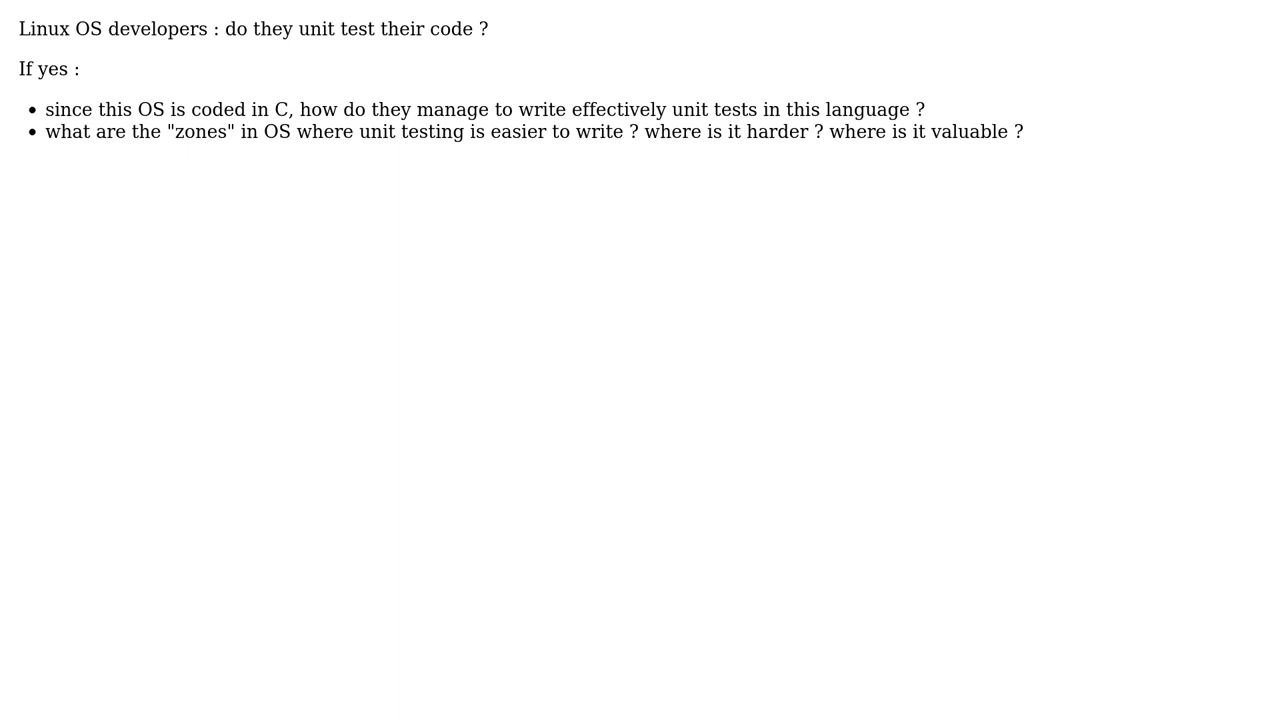 Linux OS developers : do they unit test their code ?
If yes :
• since this OS is coded in C, how do they manage to write effectively unit tests in this language ?
• what are the "zones" in OS where unit testing is easier to write ? where is it harder ? where is it valuable ?